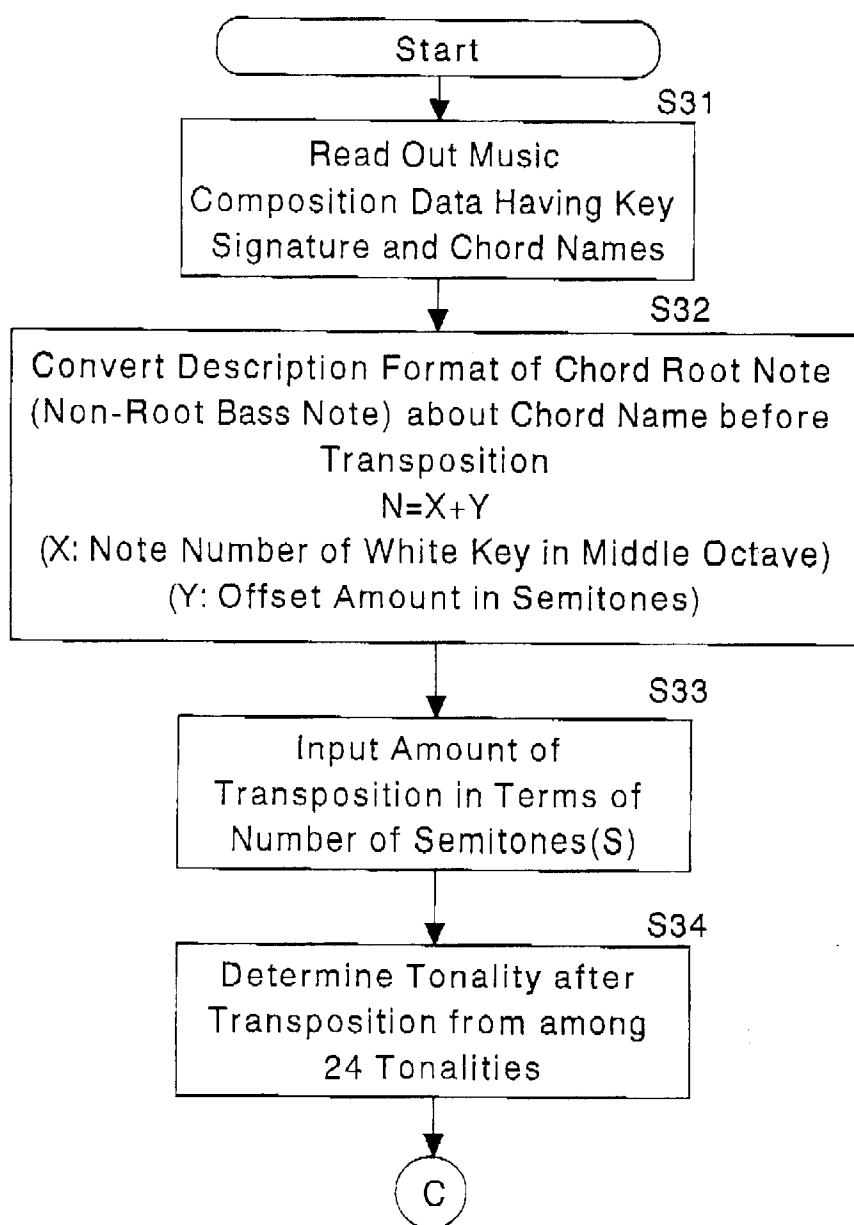 Start
S31
Read Out Music
Composition Data Having Key
Signature and Chord Names
S32
Convert Description Format of Chord Root Note
(Non-Root Bass Note) about Chord Name before
Transposition
N=X+Y
(X: Note Number of White Key in Middle Octave)
(Y: Offset Amount in Semitones)
S33
Input Amount of
Transposition in Terms of
Number of Semitones(S)
S34
Determine Tonality after
Transposition from among
24 Tonalities
C